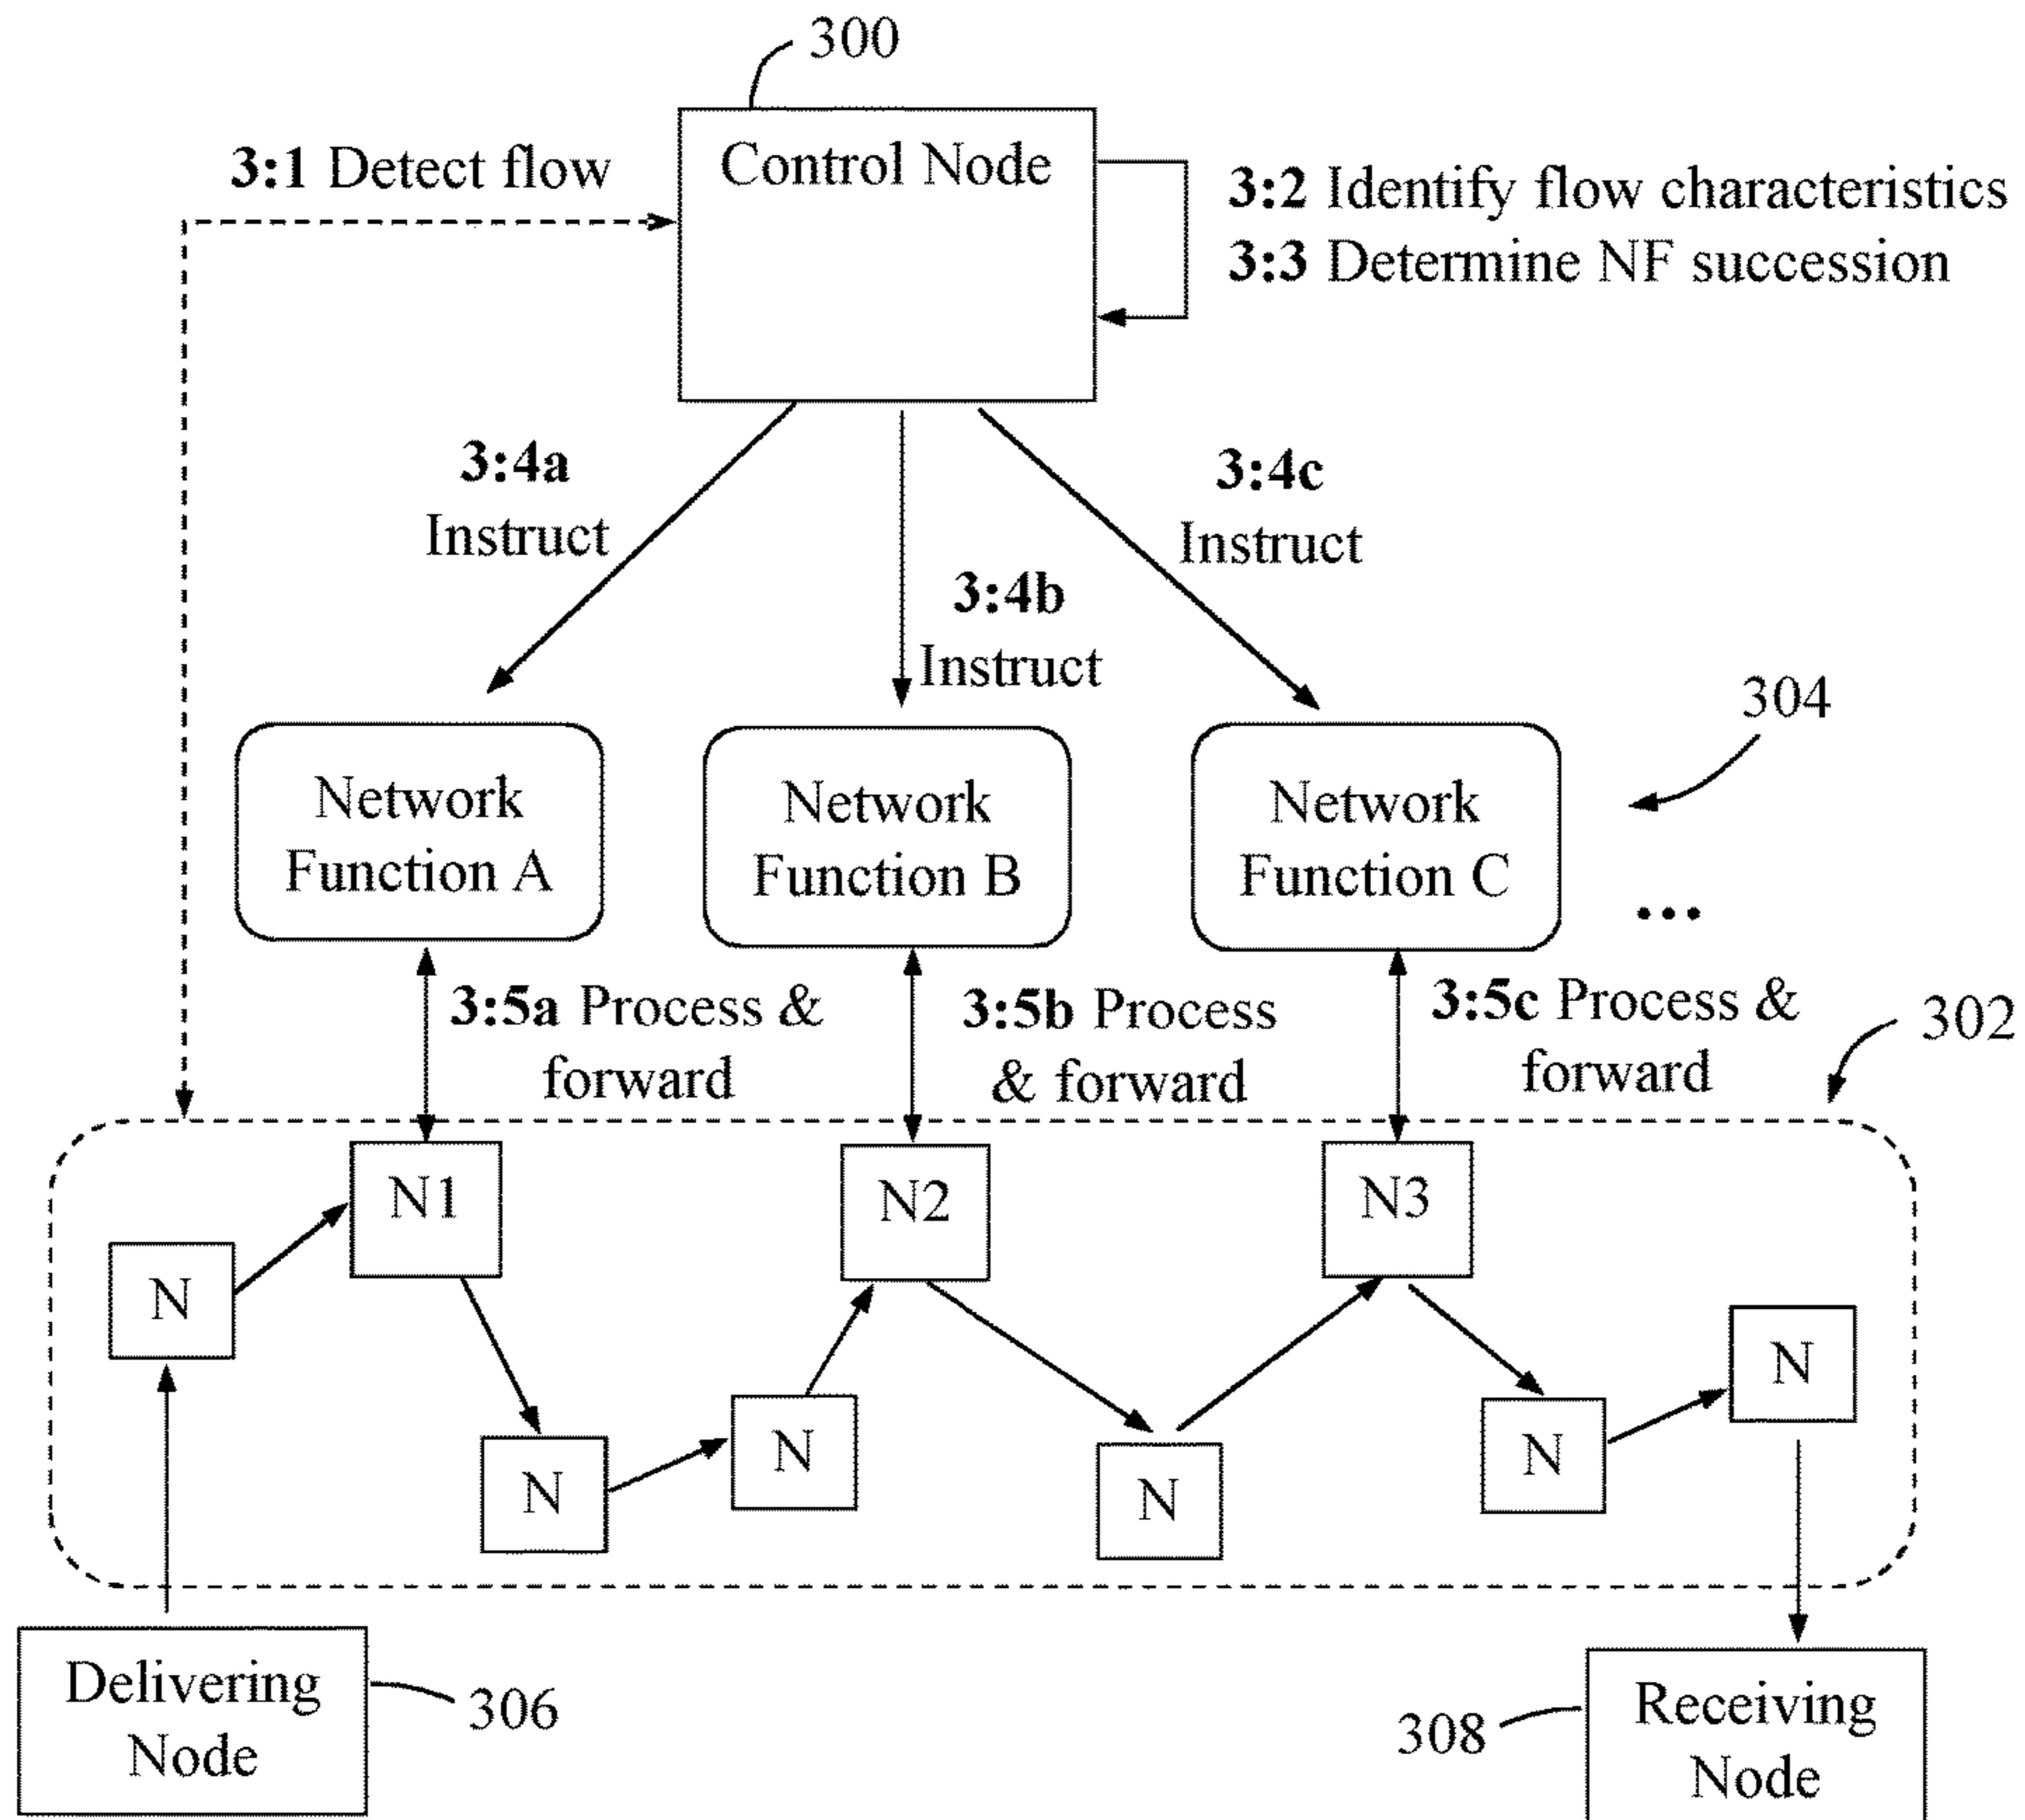 300
Control Node
3:1 Detect flow
3:2 Identify flow characteristics
3:3 Determine NF succession
3:4a
Instruct
3:4b
Instruct
3:4c
Instruct
304
Network
Function A
Network
Function B
Network
Function C
...
3:5a Process &
forward
3:5b Process
& forward
3:5c Process &
forward
302
N1
N2
N3
N
N
N
N
N
N
Delivering
Node
306
308
Receiving
Node